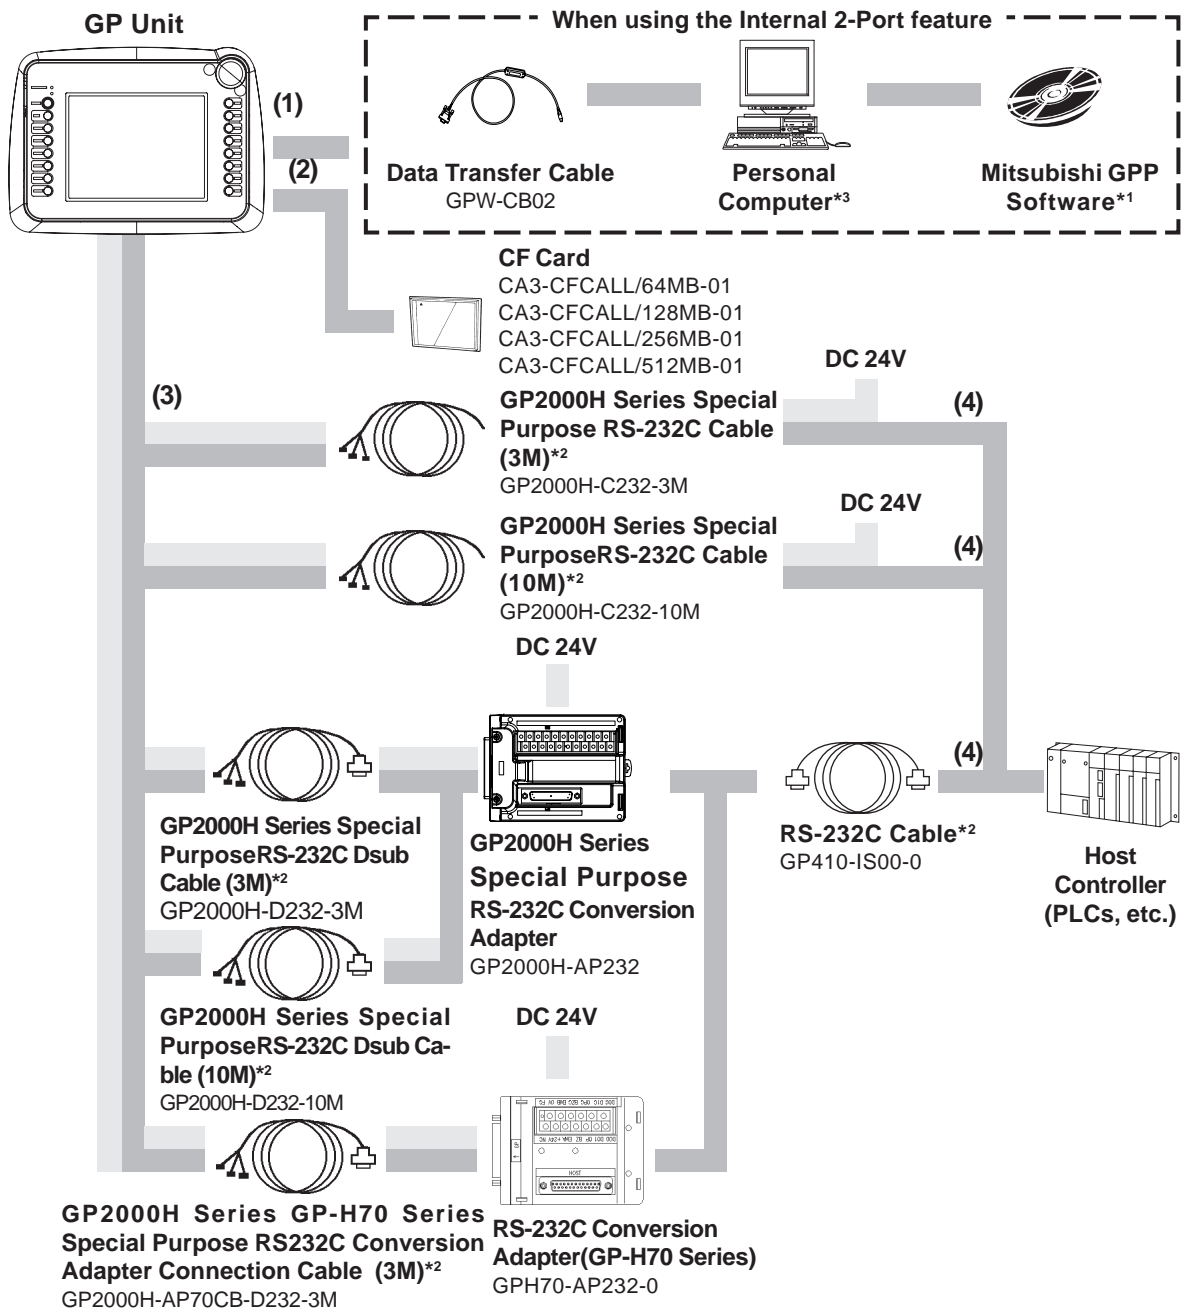 GP Unit
When using the Internal 2-Port feature
(1)
(2)
Data Transfer Cable
GPW-CB02
Personal
Computer*3
Mitsubishi GPP
Software*1
CF Card
CA3-CFCALL/64MB-01
CA3-CFCALL/128MB-01
CA3-CFCALL/256MB-01
CA3-CFCALL/512MB-01
DC 24V
(3)
GP2000H Series Special
Purpose RS-232C Cable
(3M)*2
GP2000H-C232-3M
(4)
DC 24V
GP2000H Series Special
PurposeRS-232C Cable
(10M)*2
GP2000H-C232-10M
(4)
DC 24V
GP2000H Series Special
PurposeRS-232C Dsub
Cable (3M)*2
GP2000H-D232-3M
GP2000H Series
Special Purpose
RS-232C Conversion
Adapter
GP2000H-AP232
(4)
RS-232C Cable*2
GP410-IS00-0
Host
Controller
(PLCs, etc.)
GP2000H Series Special
PurposeRS-232C Dsub Ca-
ble (10M)*2
GP2000H-D232-10M
DC 24V
HOST
GP2000H Series GP-H70 Series
Special Purpose RS232C Conversion
Adapter Connection Cable (3M)*2
GP2000H-AP70CB-D232-3M
RS-232C Conversion
Adapter(GP-H70 Series)
GPH70-AP232-0